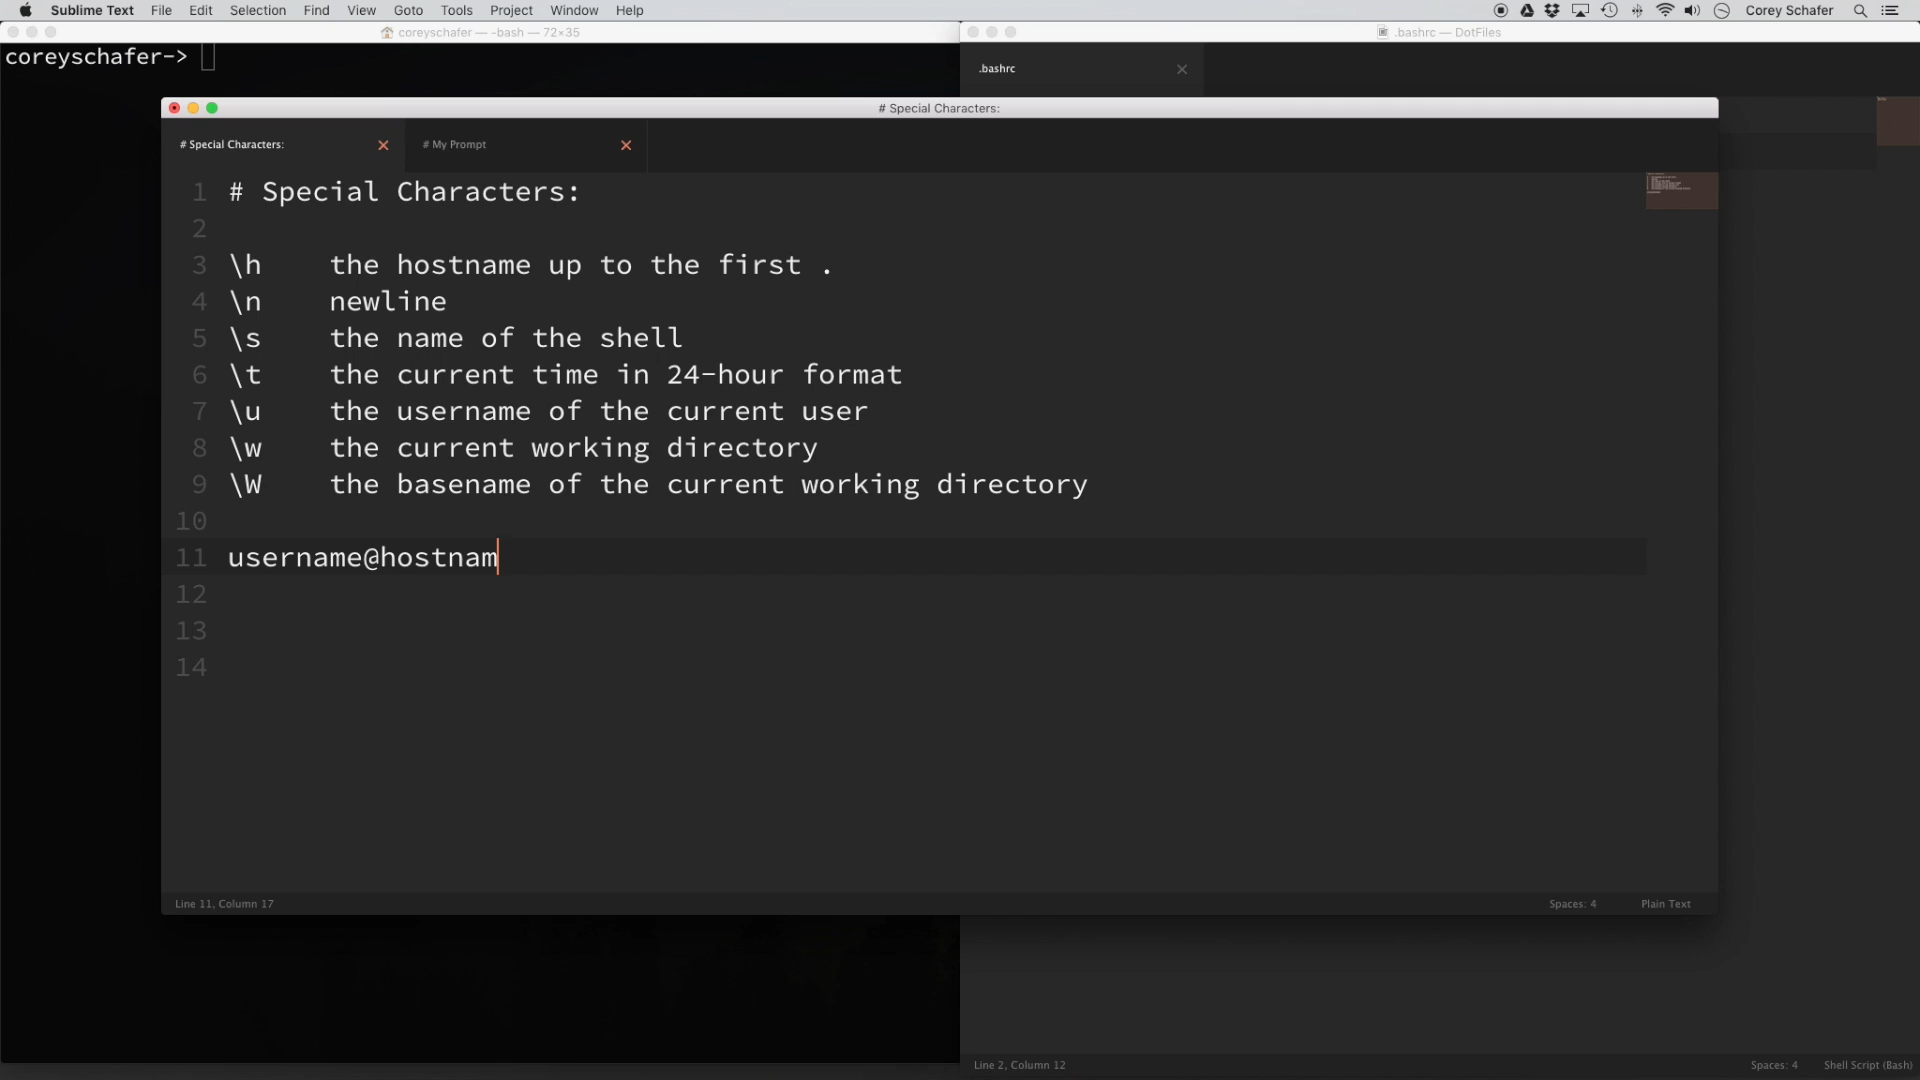 Sublime Text File Edit Selection Find View Goto Tools Project Window Help Corey Schafer
coreyschafer — -bash — 72×35
.bashrc — DotFiles
coreyschafer->
.bashrc
# Special Characters:
# Special Characters:
# My Prompt
1 # Special Characters:
2
3 \h the hostname up to the first .
4 \n newline
5 \s the name of the shell
6 \t the current time in 24-hour format
7 \u the username of the current user
8 \w the current working directory
9 \W the basename of the current working directory
10
11 username@hostnam
12
13
14
Line 11, Column 17 Spaces: 4 Plain Text
Line 2, Column 12 Spaces: 4 Shell Script (Bash)